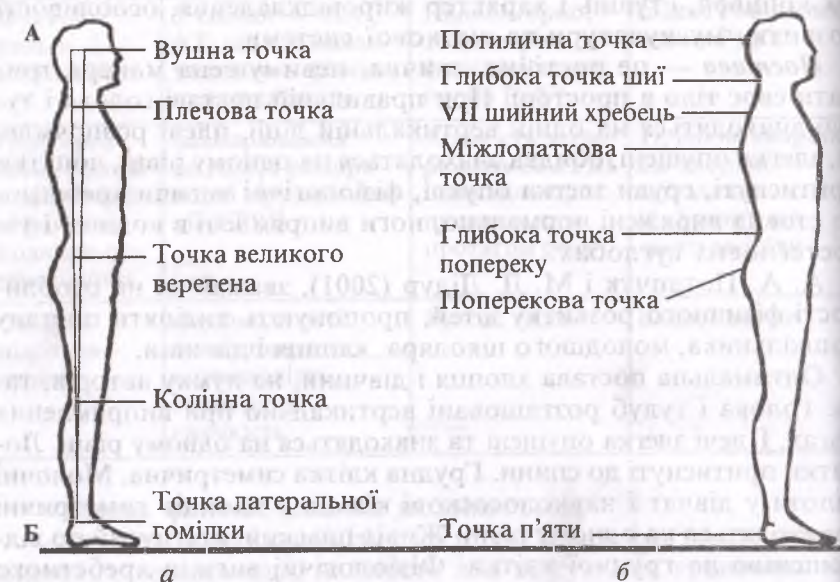 А
Вушна точка
Плечова точка
Точка великого
веретена
Колінна точка
Точка латеральної
гомілки
Б
а
Потилична точка
Глибока точка шиї
VII шийний хребець
Міжлопаткова
точка
Глибока точка
попереку
Поперекова точка
Точка п’яти
б